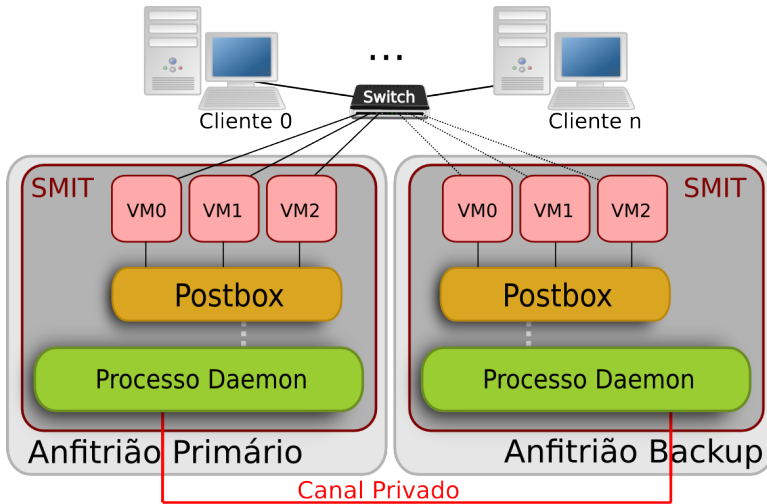 ...
Switch
Cliente 0
Cliente n
SMIT
VM0
VM1
VM2
Postbox
Processo Daemon
Anfitrião Primário
SMIT
VM0
VM1
VM2
Postbox
Processo Daemon
Anfitrião Backup
Canal Privado